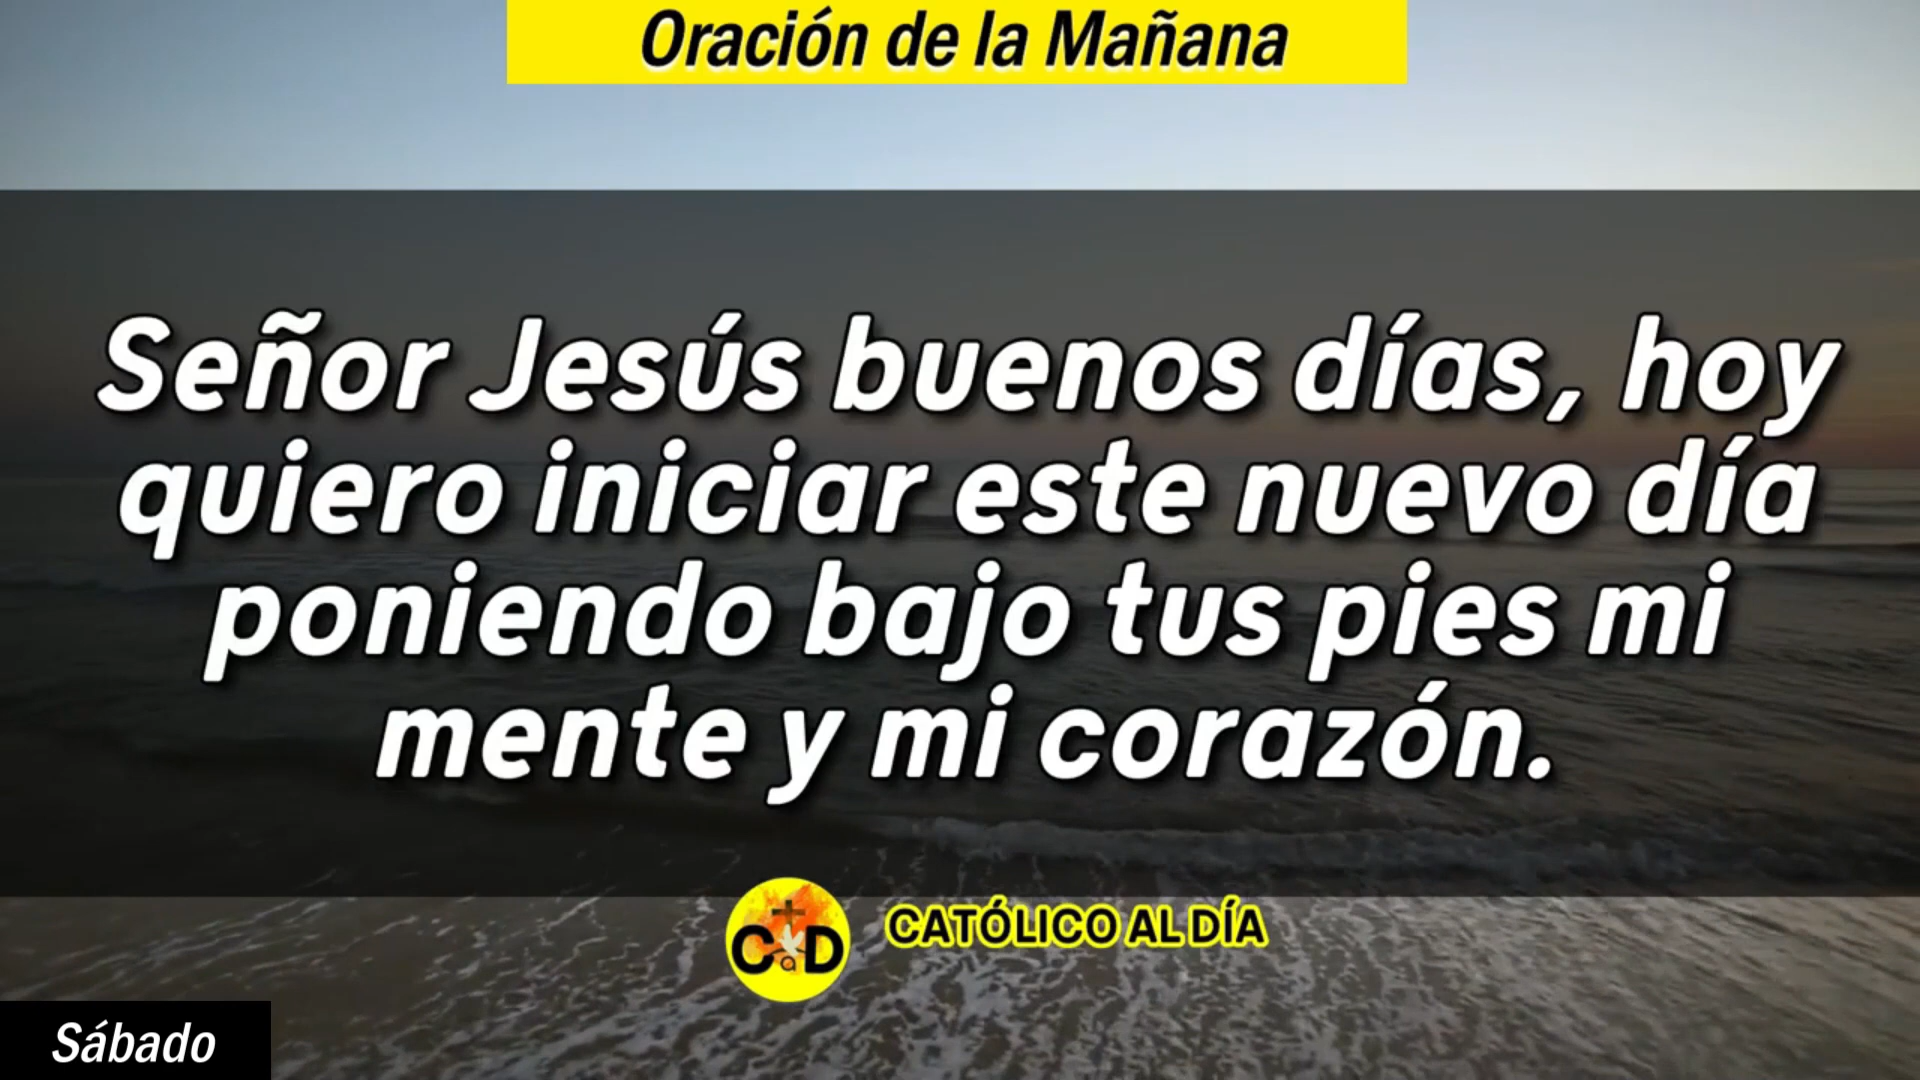 Oración de la Mañana
Señor Jesús buenos días, hoy
quiero iniciar este nuevo día
poniendo bajo tus pies mi
mente y mi corazón.
CaD
CATÓLICO AL DÍA
Sábado